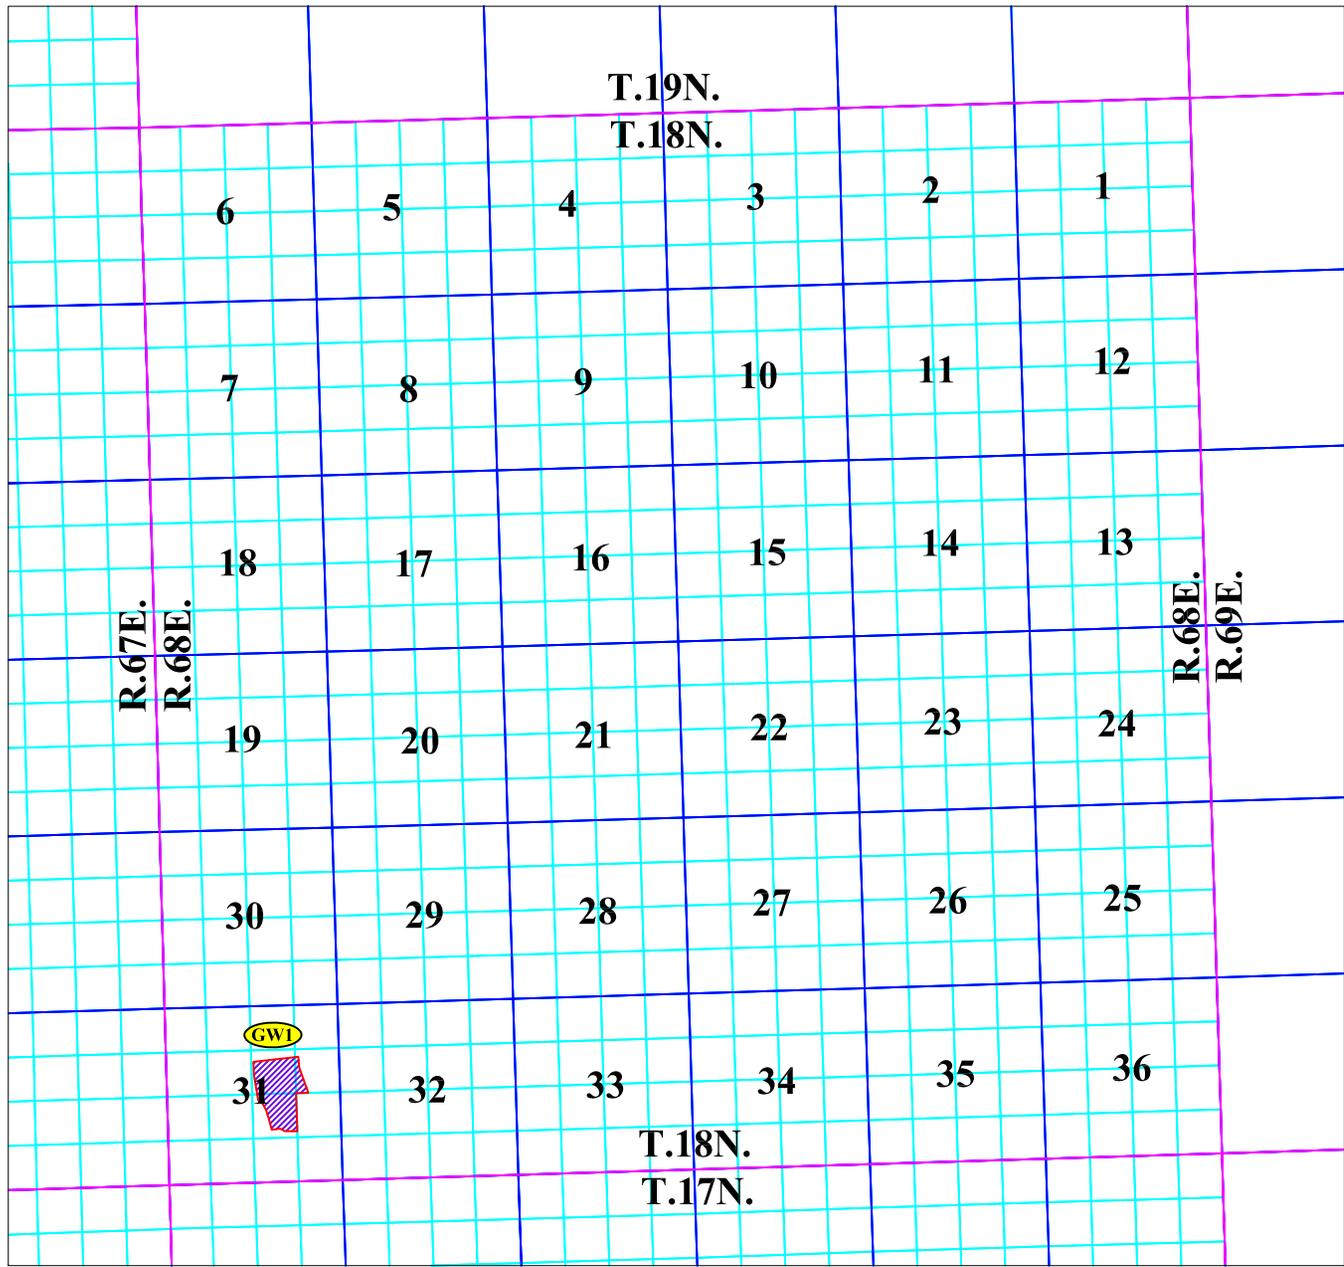 T.19N.
T.18N.
6 5 4 3 2 1
7 8 9 10 11 12
18 17 16 15 14 13
R.67E.
R.68E.
R.68E.
R.69E.
19 20 21 22 23 24
30 29 28 27 26 25
GW1
31 32 33 34 35 36
T.18N.
T.17N.